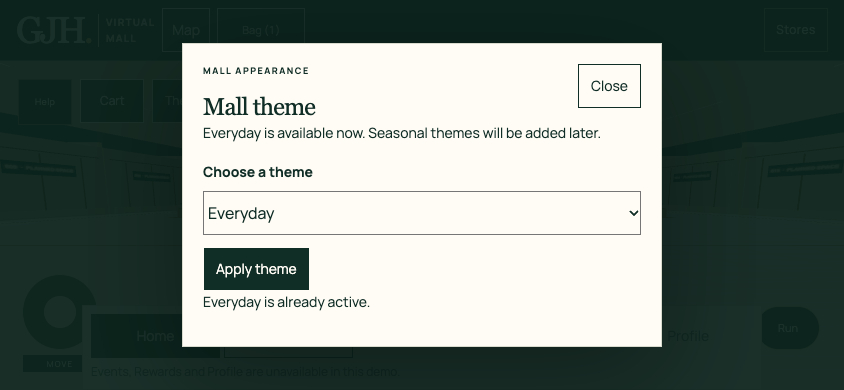 GJH.
VIRTUAL
MALL
Map
Bag (1)
Stores
Help
Cart
MALL APPEARANCE
Close
Mall theme
Everyday is available now. Seasonal themes will be added later.
Choose a theme
Everyday
Apply theme
Everyday is already active.
Home
Profile
Run
MOVE
Events, Rewards and Profile are unavailable in this demo.